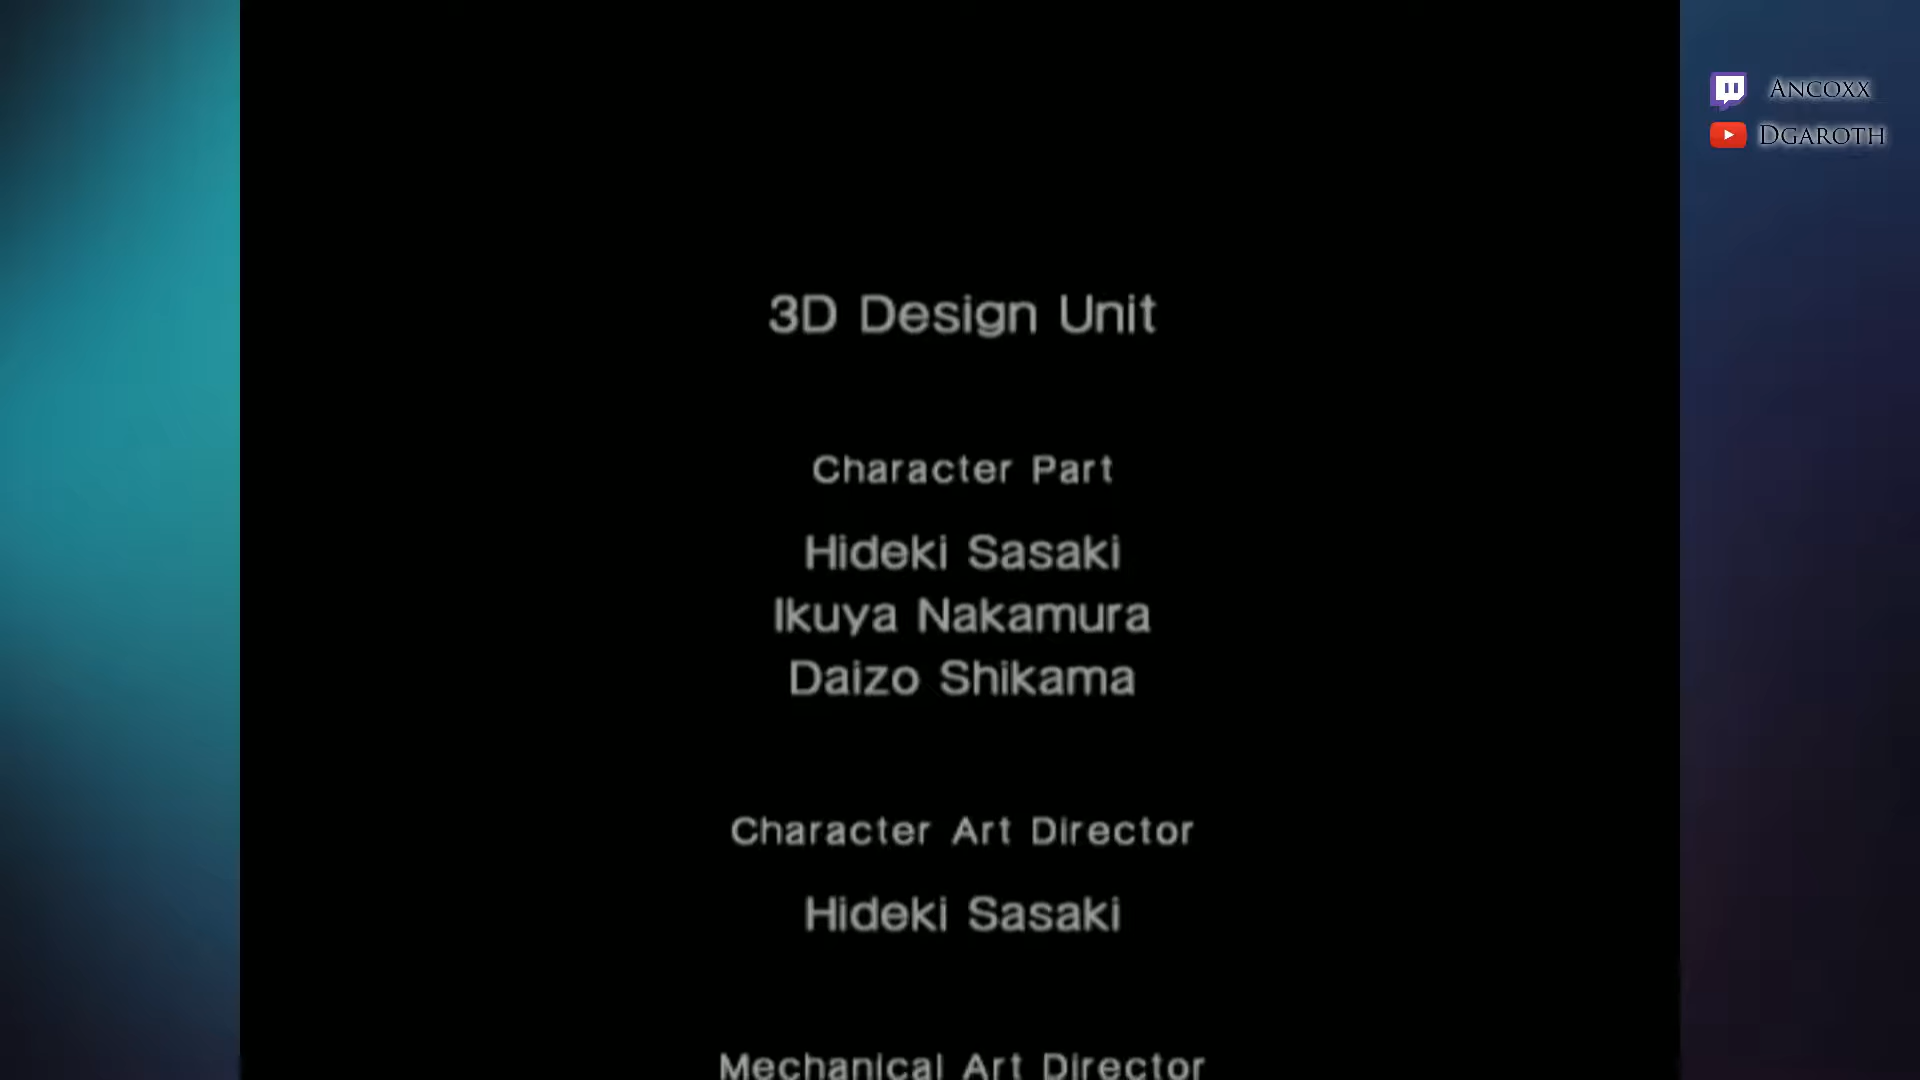 Ancoxx
Dgaroth
3D Design Unit
Character Part
Hideki Sasaki
Ikuya Nakamura
Daizo Shikama
Character Art Director
Hideki Sasaki
Mechanical Art Director